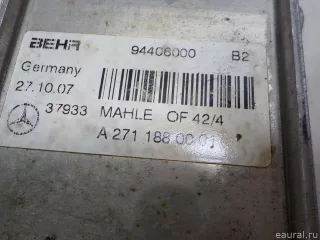 BEHR 94406000 B2
Germany
27.10.07
37933 MAHLE OF 42/4
A 271 188 00 01
eaural.ru